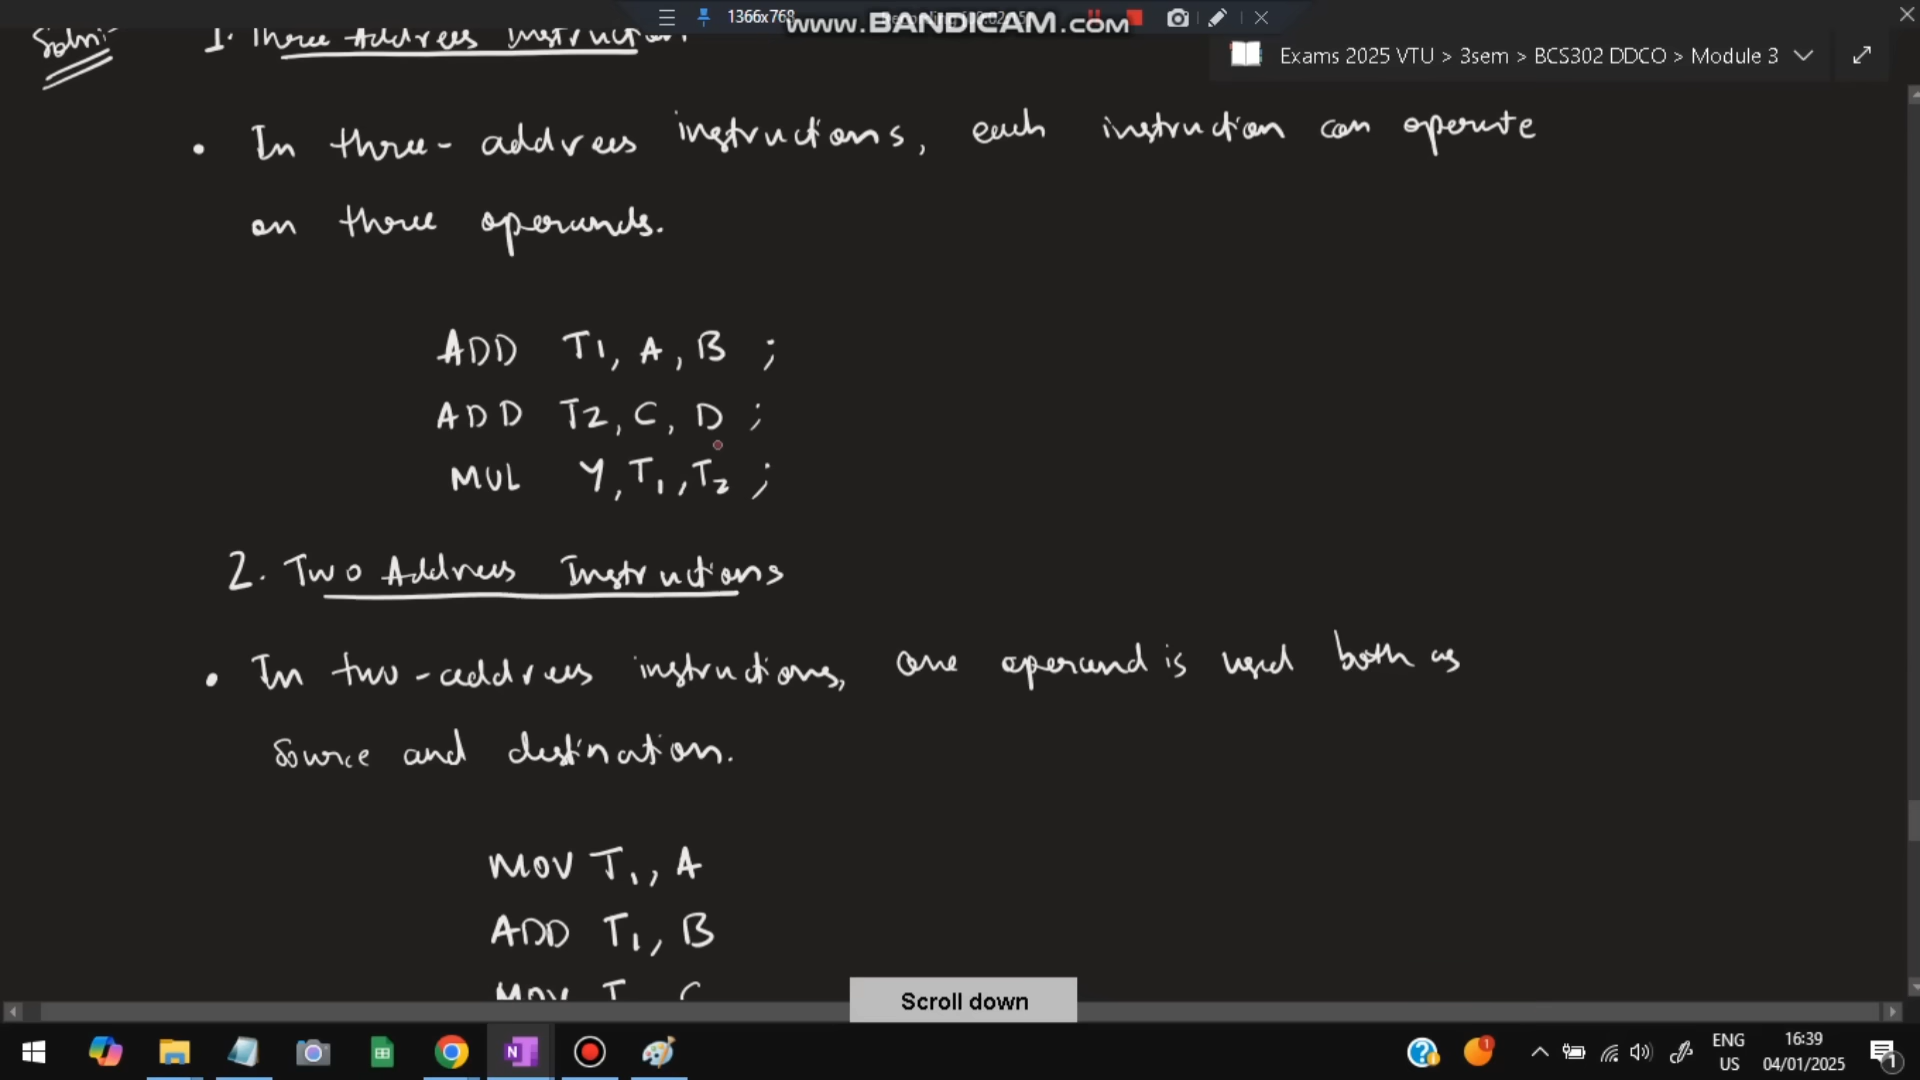 1366x768
www.BANDICAM.com
Exams 2025 VTU > 3sem > BCS302 DDCO > Module 3
Soln:-
1. Three Address Instruction
• In three-address instructions, each instruction can operate
on three operands.
ADD T1, A, B ;
ADD T2, C, D ;
MUL Y, T1, T2 ;
2. Two Address Instructions
• In two-address instructions, one operand is used both as
source and destination.
MOV T1, A
ADD T1, B
MOV T C
Scroll down
ENG
US
16:39
04/01/2025